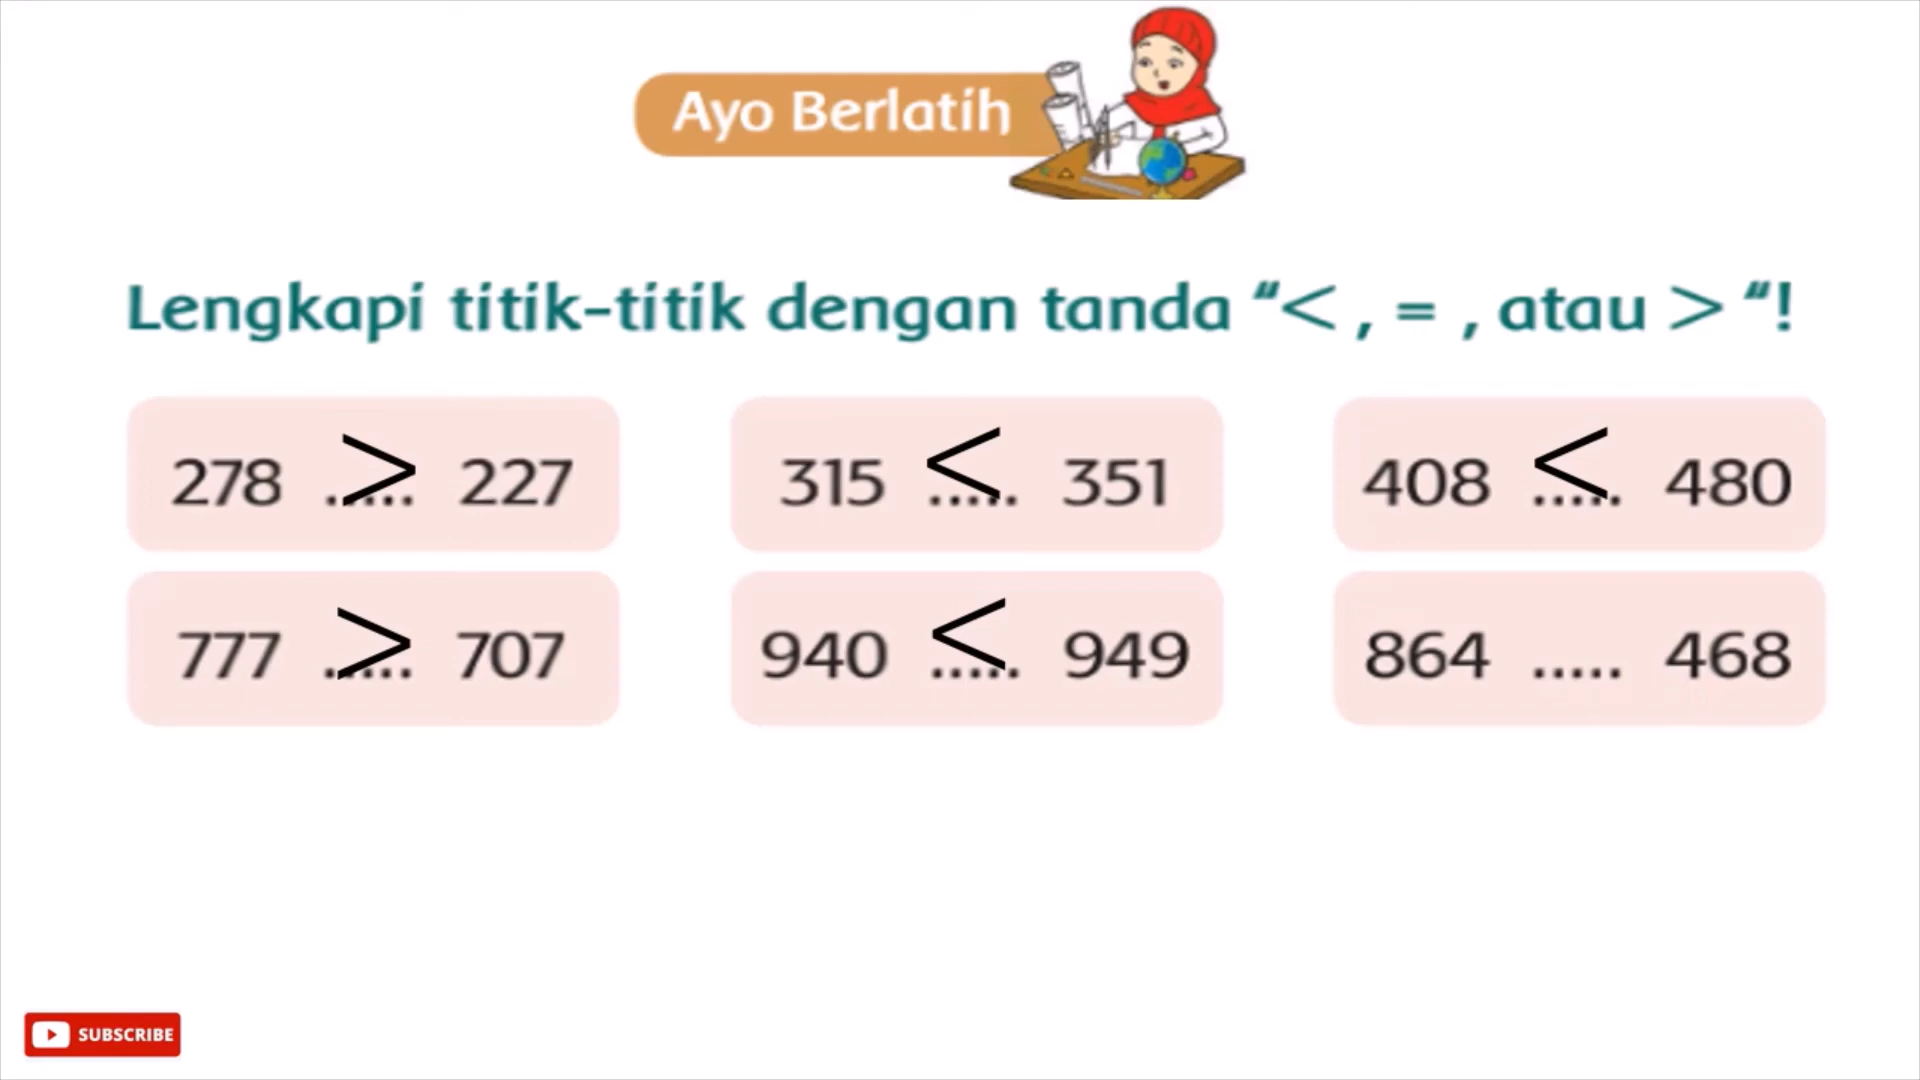 Ayo Berlatih
Lengkapi titik-titik dengan tanda “< , = , atau > “!
278 ..... > 227
315 ..... < 351
408 ..... < 480
777 ..... > 707
940 ..... < 949
864 ..... 468
SUBSCRIBE